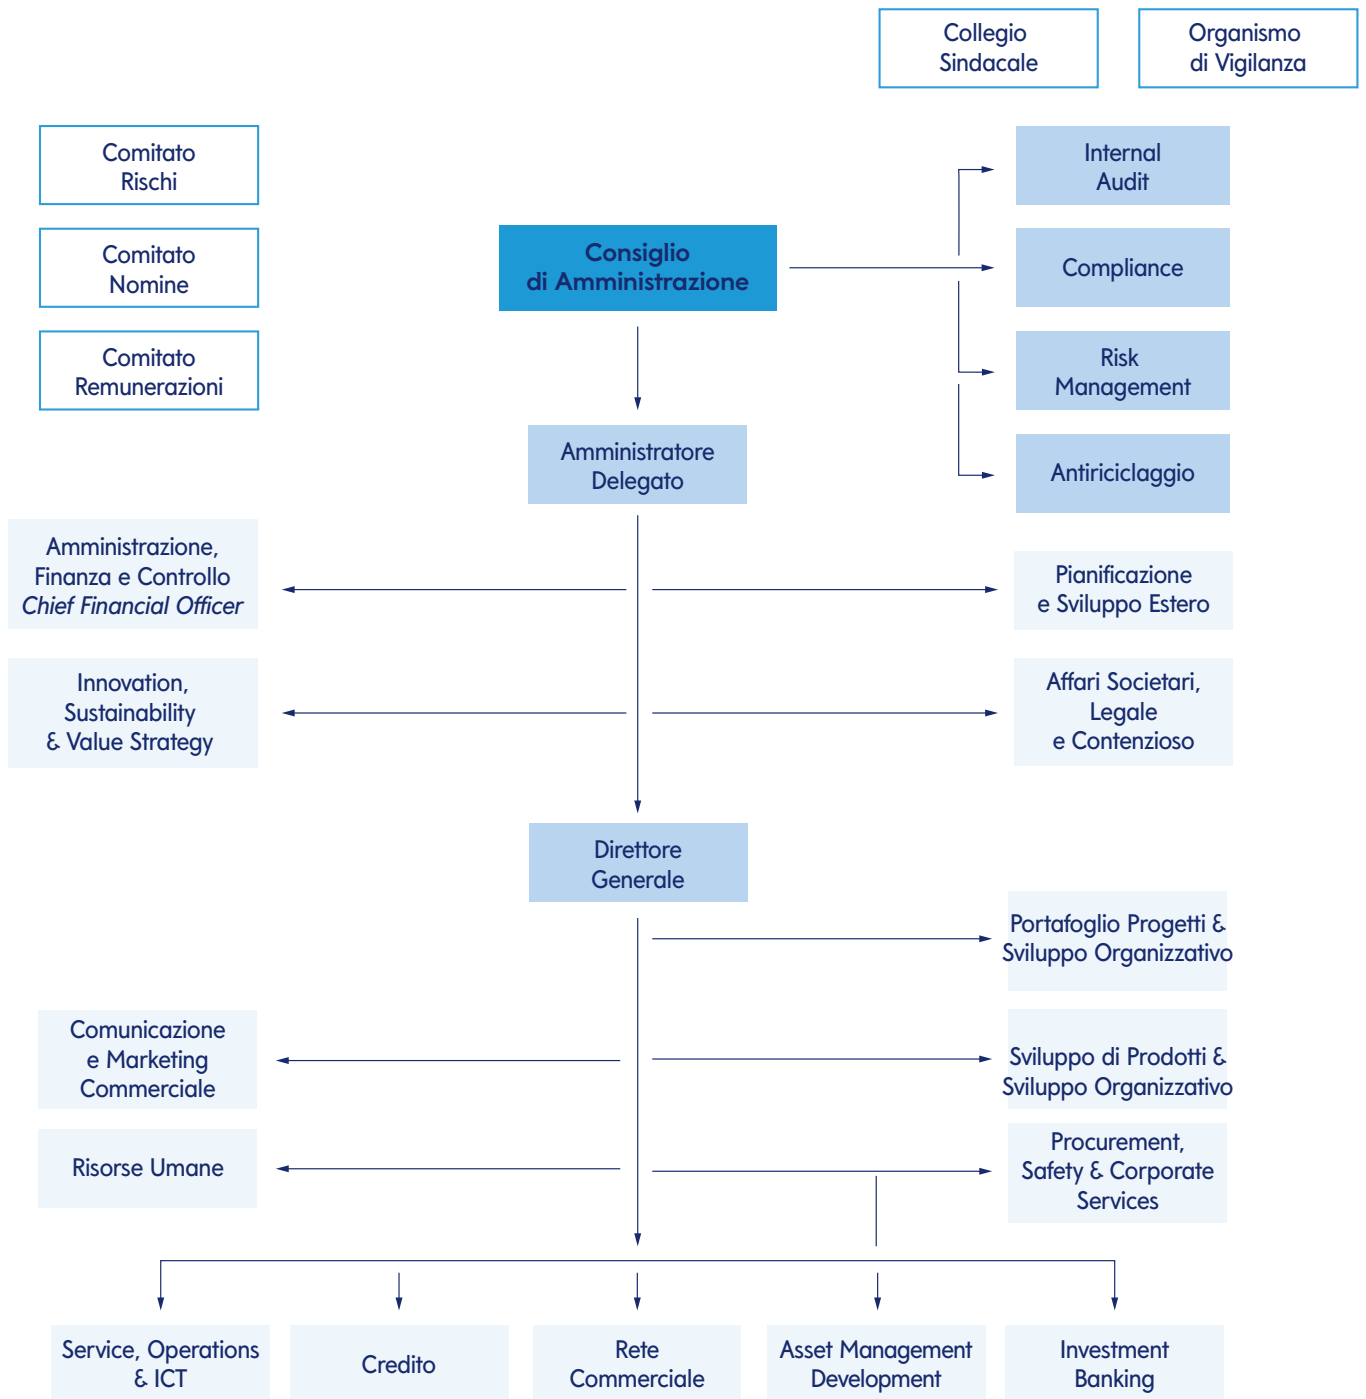 Collegio
Sindacale
Organismo
di Vigilanza
Comitato
Rischi
Comitato
Nomine
Comitato
Remunerazioni
Consiglio
di Amministrazione
Internal
Audit
Compliance
Risk
Management
Antiriciclaggio
Amministratore
Delegato
Amministrazione,
Finanza e Controllo
Chief Financial Officer
Pianificazione
e Sviluppo Estero
Innovation,
Sustainability
& Value Strategy
Affari Societari,
Legale
e Contenzioso
Direttore
Generale
Portafoglio Progetti &
Sviluppo Organizzativo
Comunicazione
e Marketing
Commerciale
Sviluppo di Prodotti &
Sviluppo Organizzativo
Risorse Umane
Procurement,
Safety & Corporate
Services
Service, Operations
& ICT
Credito
Rete
Commerciale
Asset Management
Development
Investment
Banking